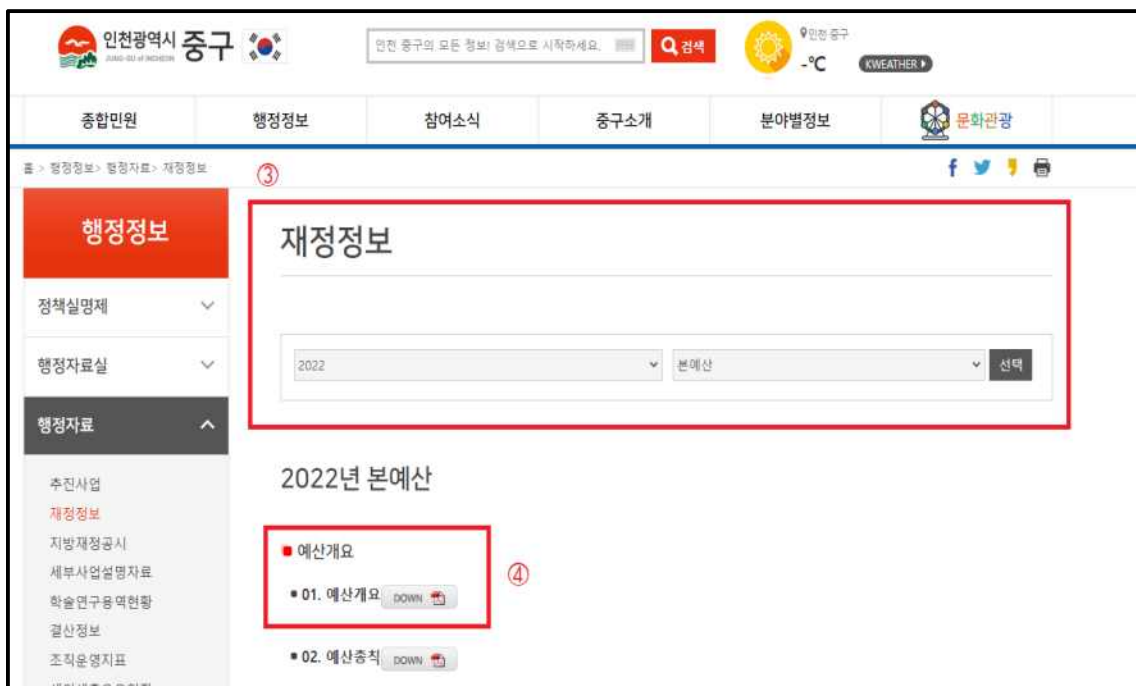 인천광역시 중구
JUNG-GU of INCHEON
인천 중구의 모든 정보! 검색으로 시작하세요.
검색
인천 중구
-℃ KWEATHER
종합민원 행정정보 참여소식 중구소개 분야별정보 문화관광
홈 > 행정정보> 행정자료> 재정정보
③
행정정보
정책실명제
행정자료실
행정자료
추진사업
재정정보
지방재정공시
세부사업설명자료
학술연구용역현황
결산정보
조직운영지표
재정정보
2022 본예산 선택
2022년 본예산
예산개요
01. 예산개요 DOWN
④
02. 예산총칙 DOWN